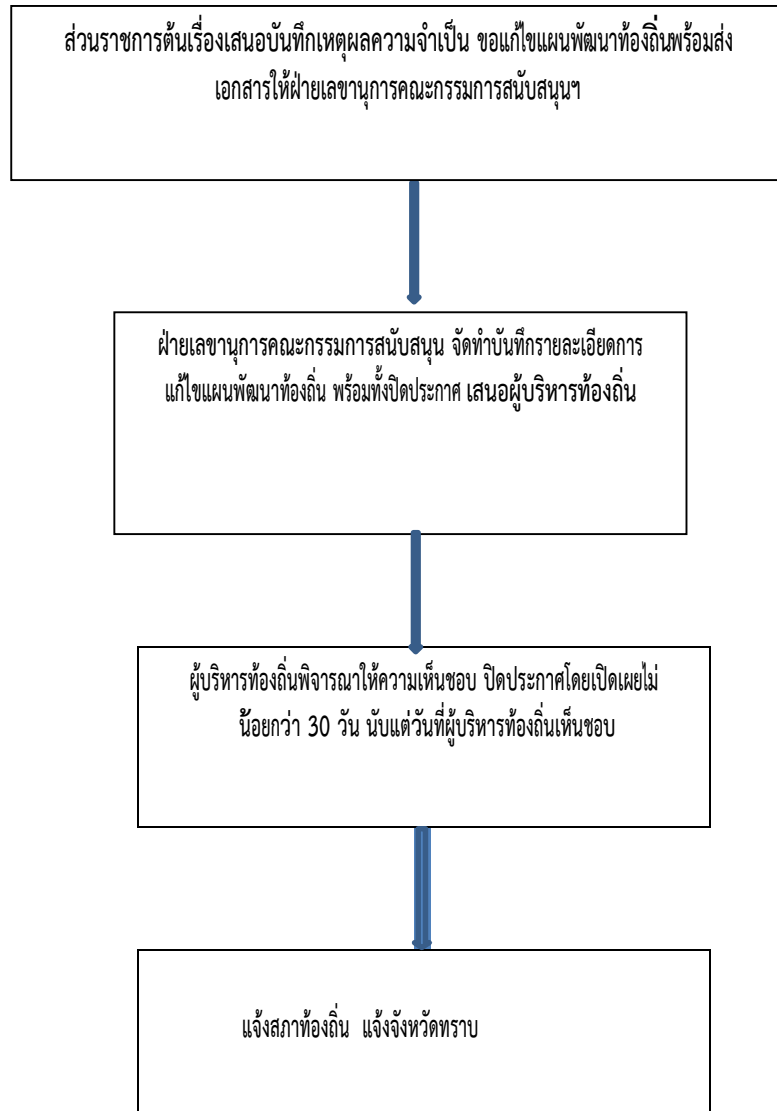 ส่วนราชการต้นเรื่องเสนอบันทึกเหตุผลความจำเป็น ขอแก้ไขแผนพัฒนาท้องถิ่นพร้อมส่ง
เอกสารให้ฝ่ายเลขานุการคณะกรรมการสนับสนุนฯ
ฝ่ายเลขานุการคณะกรรมการสนับสนุน จัดทำบันทึกรายละเอียดการ
แก้ไขแผนพัฒนาท้องถิ่น พร้อมทั้งปิดประกาศ เสนอผู้บริหารท้องถิ่น
ผู้บริหารท้องถิ่นพิจารณาให้ความเห็นชอบ ปิดประกาศโดยเปิดเผยไม่
น้อยกว่า 30 วัน นับแต่วันที่ผู้บริหารท้องถิ่นเห็นชอบ
แจ้งสภาท้องถิ่น แจ้งจังหวัดทราบ